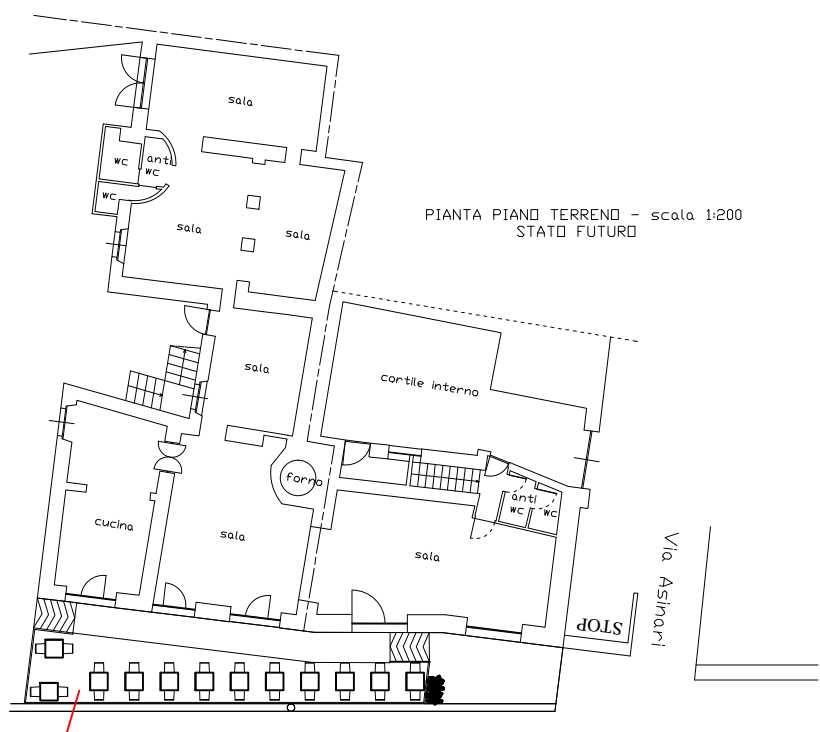 sala
wc
anti
wc
wc
sala
sala
PIANTA PIANO TERRENO - scala 1:200
STATO FUTURO
sala
cortile interno
forno
cucina
sala
anti
wc
wc
sala
Via Asinari
STOP